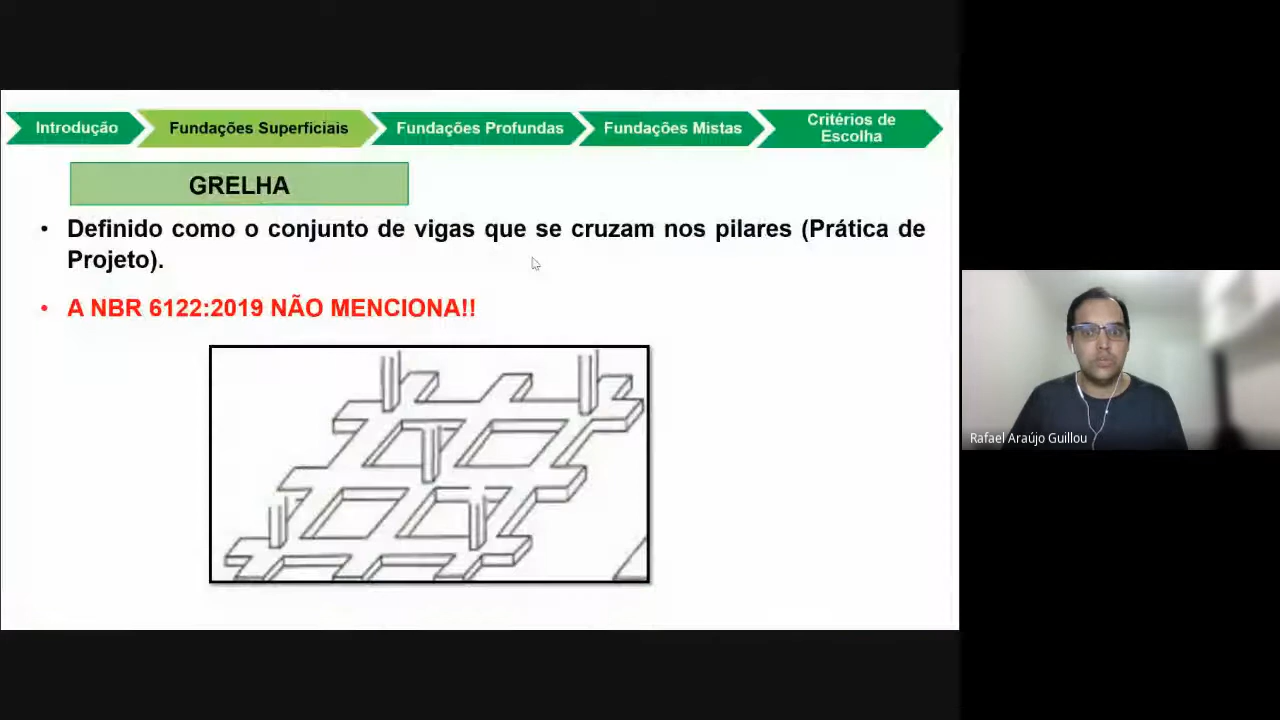 Introdução
Fundações Superficiais
Fundações Profundas
Fundações Mistas
Critérios de
Escolha
GRELHA
• Definido como o conjunto de vigas que se cruzam nos pilares (Prática de
Projeto).
• A NBR 6122:2019 NÃO MENCIONA!!
Rafael Araújo Guillou